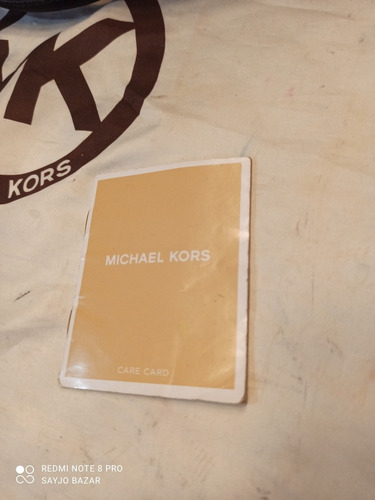 KORS
MICHAEL KORS
CARE CARD
REDMI NOTE 8 PRO
SAYJO BAZAR